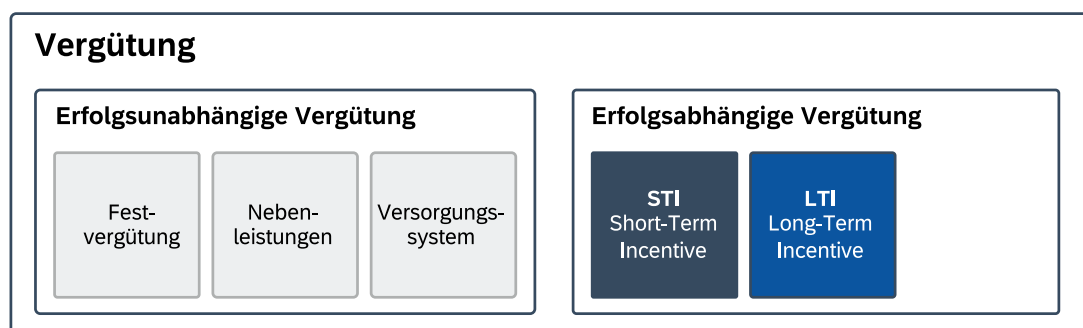 Vergütung
Erfolgsunabhängige Vergütung
Fest-
vergütung
Neben-
leistungen
Versorgungs-
system
Erfolgsabhängige Vergütung
STI
Short-Term
Incentive
LTI
Long-Term
Incentive